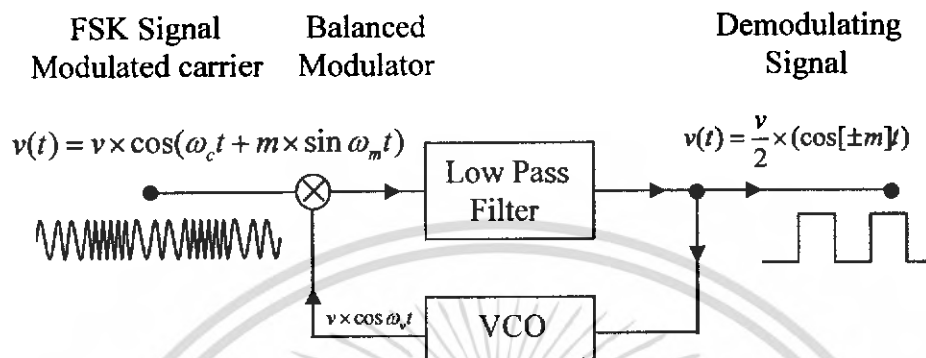 FSK Signal
Modulated carrier
Balanced
Modulator
Demodulating
Signal
v(t) = v × cos(ω_c t + m × sin ω_m t)
v(t) = v/2 × (cos[±m]t)
Low Pass
Filter
v × cos ω_v t
VCO